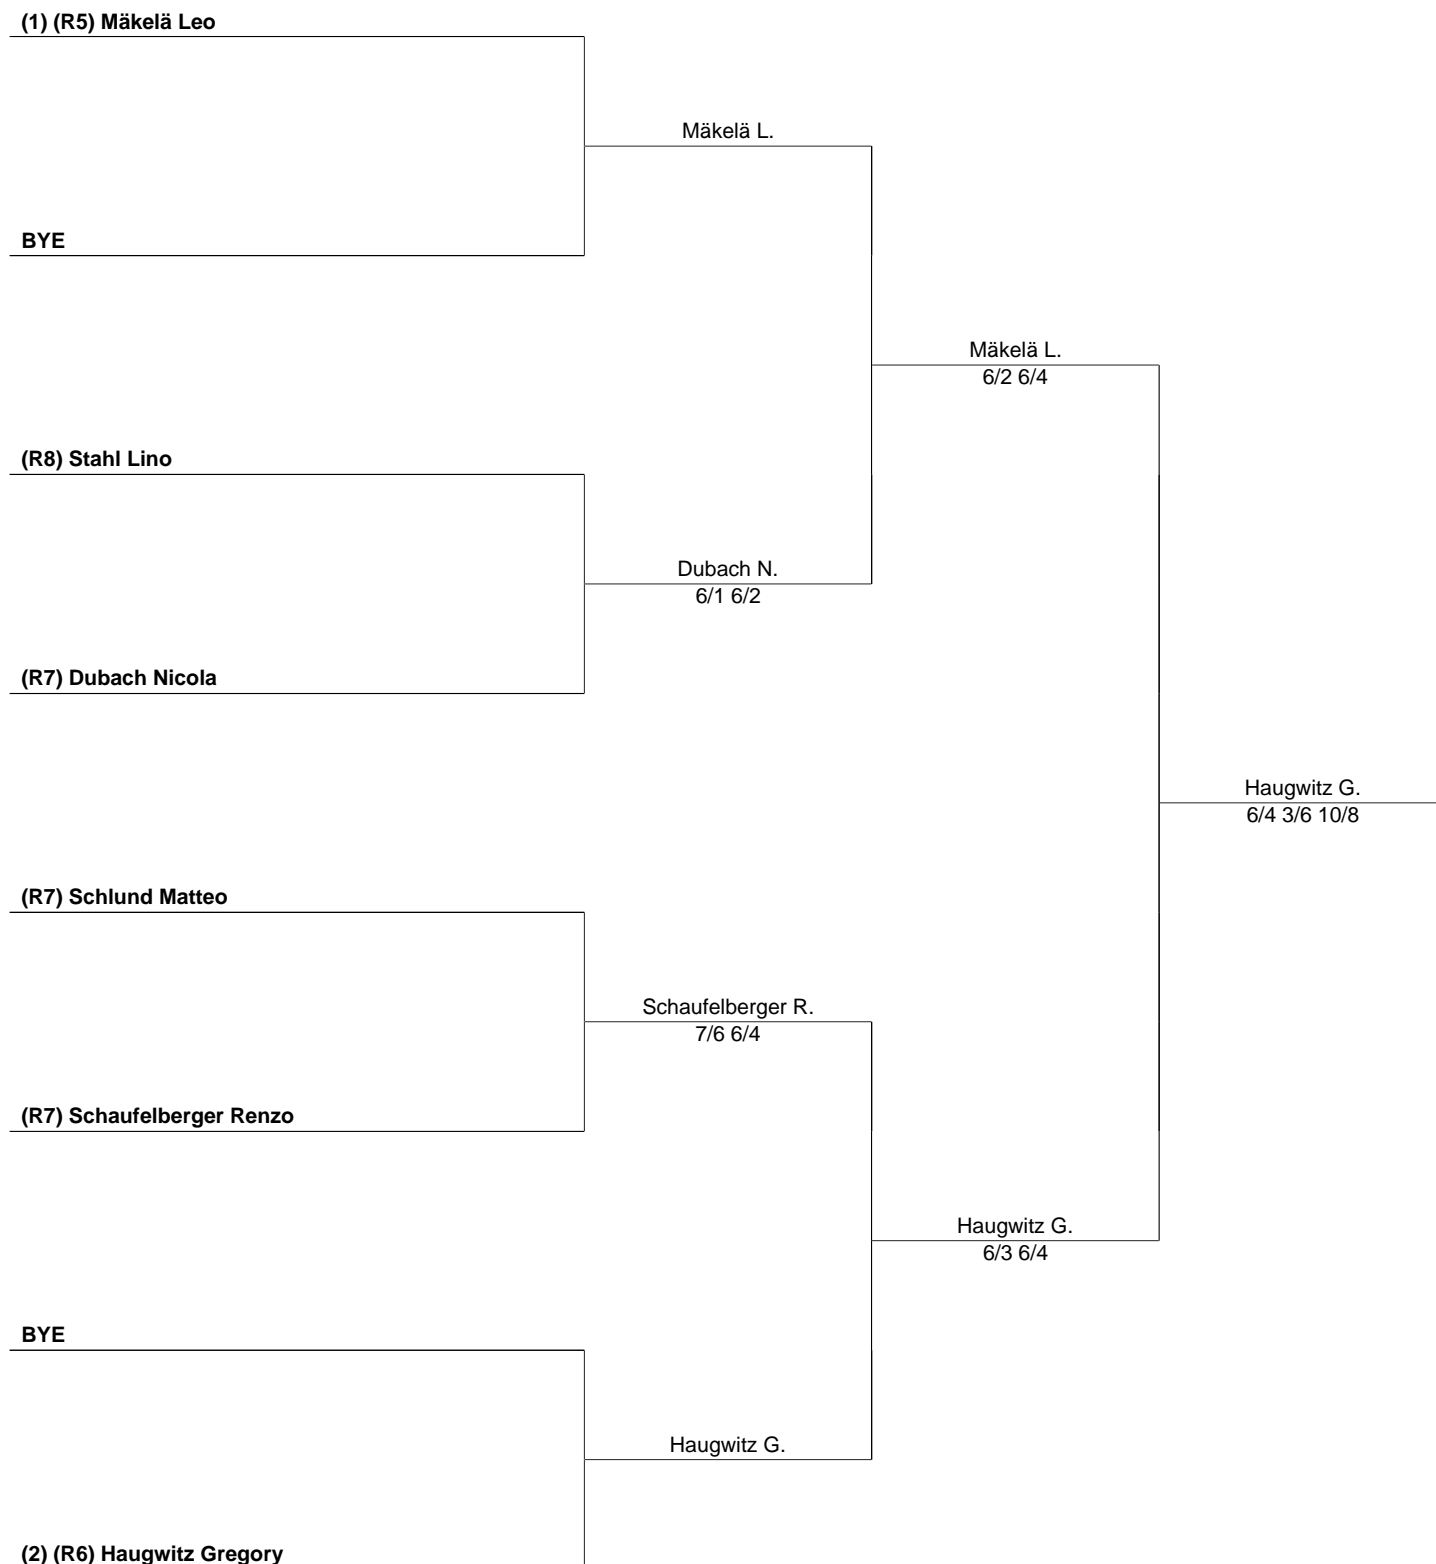 (1) (R5) Mäkelä Leo
Mäkelä L.
BYE
Mäkelä L.
6/2 6/4
(R8) Stahl Lino
Dubach N.
6/1 6/2
(R7) Dubach Nicola
Haugwitz G.
6/4 3/6 10/8
(R7) Schlund Matteo
Schaufelberger R.
7/6 6/4
(R7) Schaufelberger Renzo
Haugwitz G.
6/3 6/4
BYE
Haugwitz G.
(2) (R6) Haugwitz Gregory